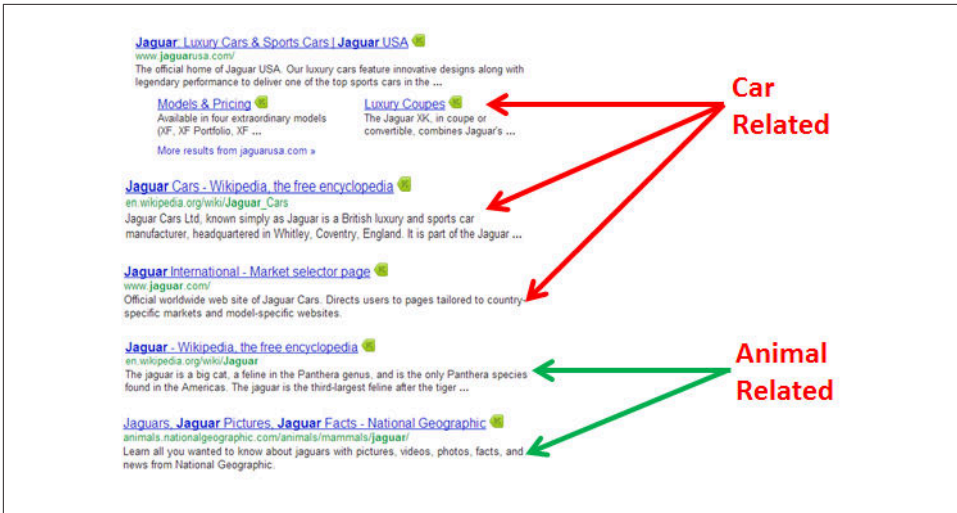 Jaguar: Luxury Cars & Sports Cars | Jaguar USA
www.jaguarusa.com/
The official home of Jaguar USA. Our luxury cars feature innovative designs along with
legendary performance to deliver one of the top sports cars in the ...
Models & Pricing
Available in four extraordinary models
(XF, XF Portfolio, XF ...
Luxury Coupes
The Jaguar XK, in coupe or
convertible, combines Jaguar's ...
More results from jaguarusa.com »
Car
Related
Jaguar Cars - Wikipedia, the free encyclopedia
en.wikipedia.org/wiki/Jaguar_Cars
Jaguar Cars Ltd, known simply as Jaguar is a British luxury and sports car
manufacturer, headquartered in Whitley, Coventry, England. It is part of the Jaguar ...
Jaguar International - Market selector page
www.jaguar.com/
Official worldwide web site of Jaguar Cars. Directs users to pages tailored to country-
specific markets and model-specific websites.
Jaguar - Wikipedia, the free encyclopedia
en.wikipedia.org/wiki/Jaguar
The jaguar is a big cat, a feline in the Panthera genus, and is the only Panthera species
found in the Americas. The jaguar is the third-largest feline after the tiger ...
Animal
Related
Jaguars, Jaguar Pictures, Jaguar Facts - National Geographic
animals.nationalgeographic.com/animals/mammals/jaguar/
Learn all you wanted to know about jaguars with pictures, videos, photos, facts, and
news from National Geographic.